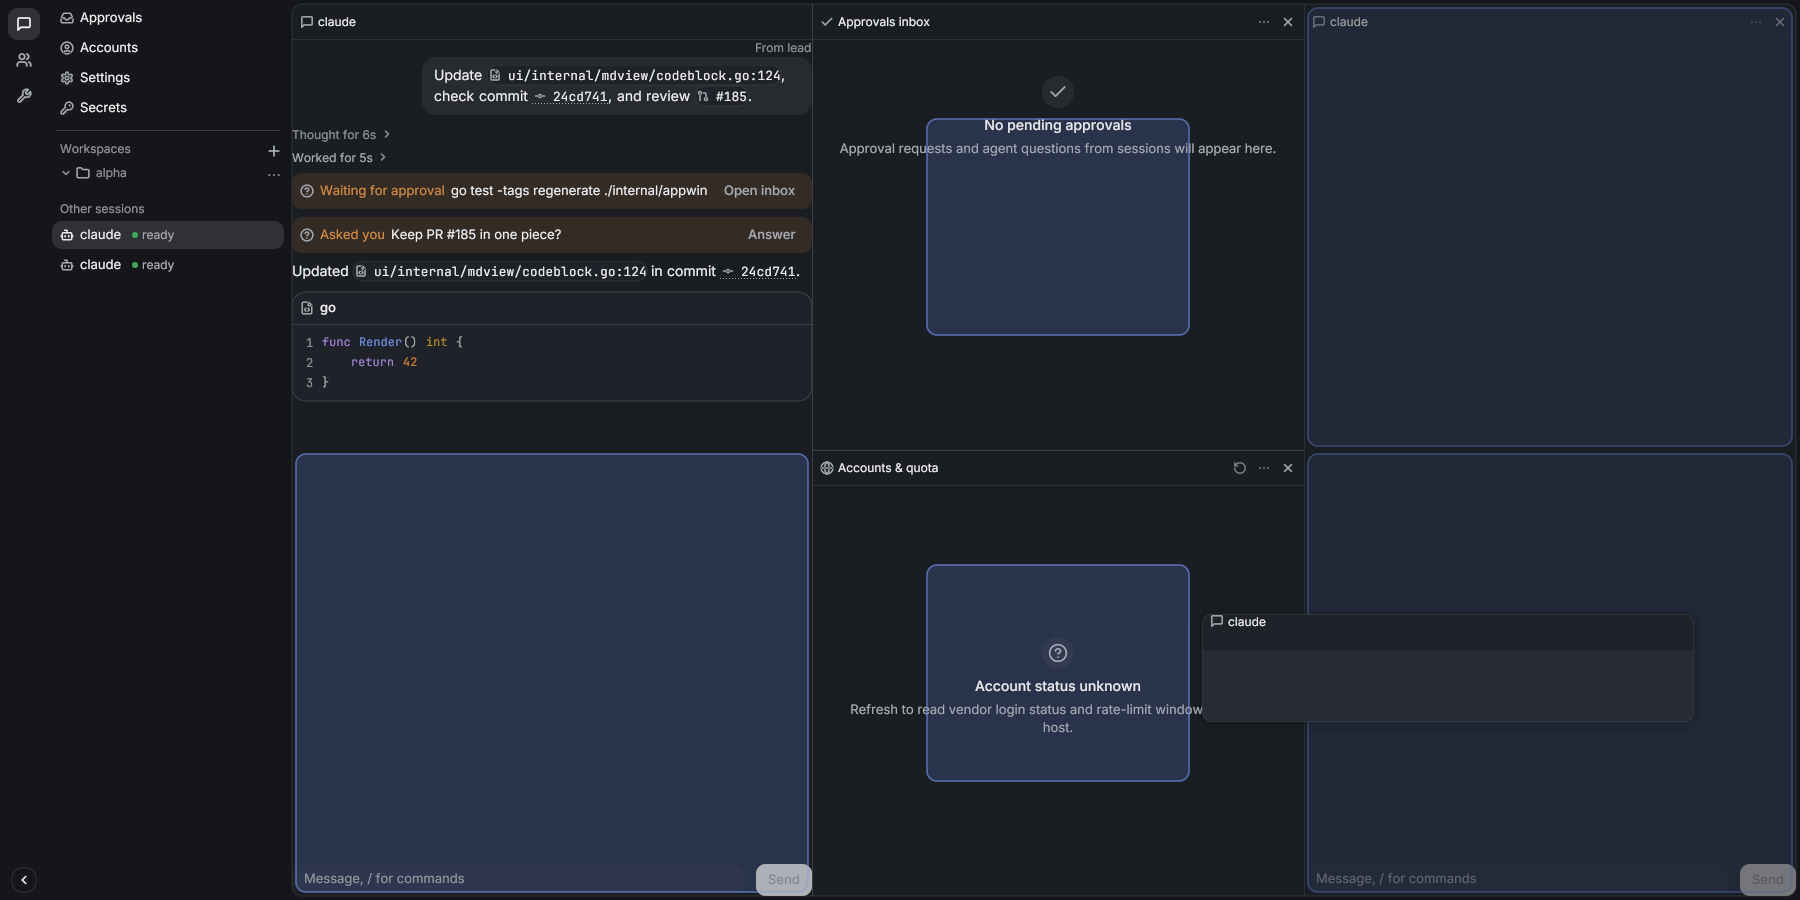 Approvals
Accounts
Settings
Secrets
Workspaces
alpha
Other sessions
claude ready
claude ready
claude
From lead
Update ui/internal/mdview/codeblock.go:124,
check commit 24cd741, and review #185.
Thought for 6s
Worked for 5s
Waiting for approval go test -tags regenerate ./internal/appwin Open inbox
Asked you Keep PR #185 in one piece? Answer
Updated ui/internal/mdview/codeblock.go:124 in commit 24cd741.
go
1 func Render() int {
2 return 42
3 }
Message, / for commands
Send
Approvals inbox
No pending approvals
Approval requests and agent questions from sessions will appear here.
Accounts & quota
Account status unknown
Refresh to read vendor login status and rate-limit window
host.
claude
claude
Message, / for commands
Send